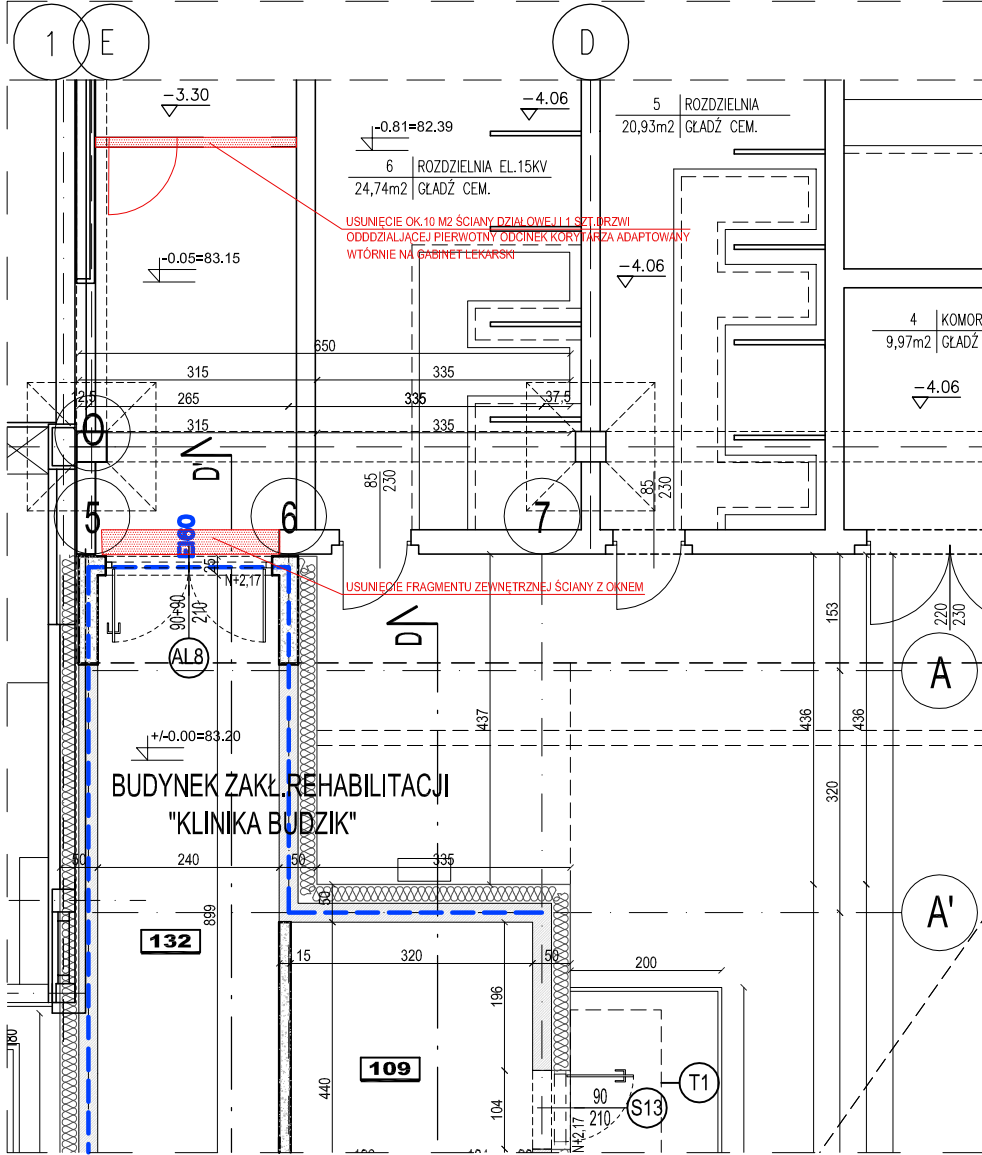 1
E
D
-3.30
-4.06
5 ROZDZIELNIA
20,93m2 GŁADŹ CEM.
-0.81=82.39
6 ROZDZIELNIA EL.15KV
24,74m2 GŁADŹ CEM.
USUNIĘCIE OK.10 M2 ŚCIANY DZIAŁOWEJ I 1 SZT.DRZWI
ODDDZIALJĄCEJ PIERWOTNY ODCINEK KORYTARZA ADAPTOWANY
WTÓRNIE NA GABINET LEKARSKI
-0.05=83.15
-4.06
4 KOMOR
9,97m2 GŁADŹ
-4.06
650
315 335
12,5 265 335 37,5
315 335
O
D'
85
230
85
230
5
6
7
EI60
25
N+2,17
USUNIĘCIE FRAGMENTU ZEWNĘTRZNEJ ŚCIANY Z OKNEM
90+90
210
AL8
D
153
220
230
A
+/-0.00=83.20
437
436
436
320
BUDYNEK ZAKŁ.REHABILITACJI
"KLINIKA BUDZIK"
50 240 50 335
50
899
A'
132
15 320 50
200
196
109
440
104
90
210
S13
T1
N+2,17
80